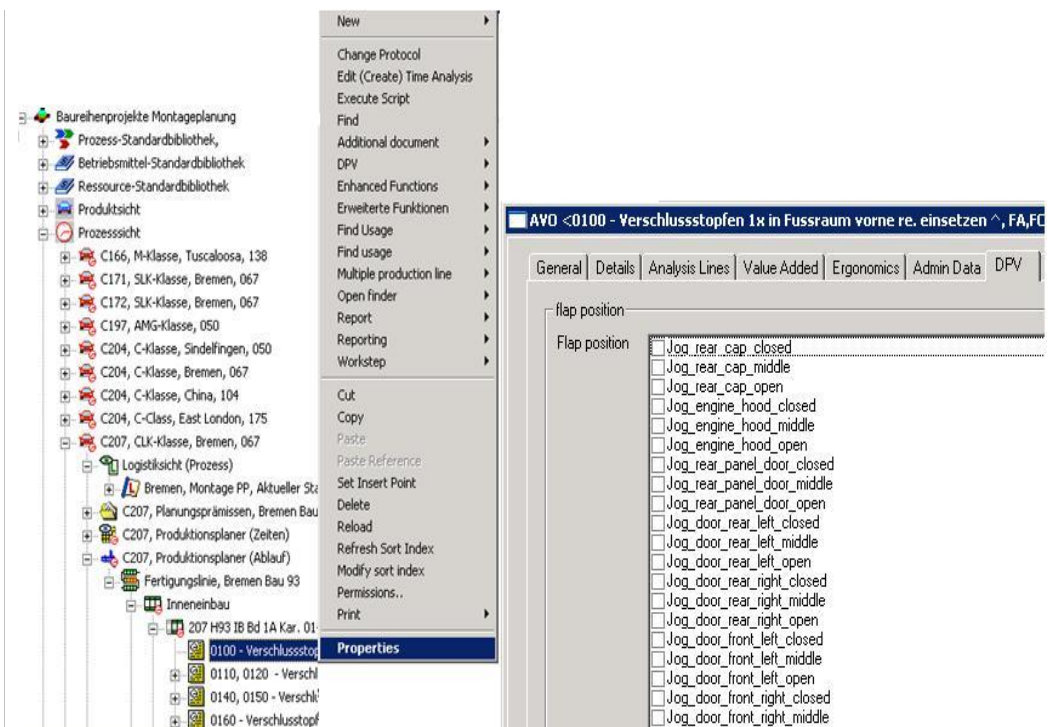 Baureihenprojekte Montageplanung
Prozess-Standardbibliothek,
Betriebsmittel-Standardbibliothek
Ressource-Standardbibliothek
Produktsicht
Prozesssicht
C166, M-Klasse, Tuscaloosa, 138
C171, SLK-Klasse, Bremen, 067
C172, SLK-Klasse, Bremen, 067
C197, AMG-Klasse, 050
C204, C-Klasse, Sindelfingen, 050
C204, C-Klasse, Bremen, 067
C204, C-Klasse, China, 104
C204, C-Class, East London, 175
C207, CLK-Klasse, Bremen, 067
Logistiksicht (Prozess)
Bremen, Montage PP, Aktueller Sta
C207, Planungsprämissen, Bremen Bau
C207, Produktionsplaner (Zeiten)
C207, Produktionsplaner (Ablauf)
Fertigungslinie, Bremen Bau 93
Inneneinbau
207 H93 IB Bd 1A Kar. 01-
0100 - Verschlussstop
0110, 0120 - Verschl
0140, 0150 - Verschl
0160 - Verschlussstopf
New
Change Protocol
Edit (Create) Time Analysis
Execute Script
Find
Additional document
DPV
Enhanced Functions
Erweiterte Funktionen
Find Usage
Find usage
Multiple production line
Open finder
Report
Reporting
Workstep
Cut
Copy
Paste
Paste Reference
Set Insert Point
Delete
Reload
Refresh Sort Index
Modify sort index
Permissions..
Print
Properties
AVO <0100 - Verschlussstopfen 1x in Fussraum vorne re. einsetzen ^, FA,FC
General
Details
Analysis Lines
Value Added
Ergonomics
Admin Data
DPV
flap position
Flap position
Jog_rear_cap_closed
Jog_rear_cap_middle
Jog_rear_cap_open
Jog_engine_hood_closed
Jog_engine_hood_middle
Jog_engine_hood_open
Jog_rear_panel_door_closed
Jog_rear_panel_door_middle
Jog_rear_panel_door_open
Jog_door_rear_left_closed
Jog_door_rear_left_middle
Jog_door_rear_left_open
Jog_door_rear_right_closed
Jog_door_rear_right_middle
Jog_door_rear_right_open
Jog_door_front_left_closed
Jog_door_front_left_middle
Jog_door_front_left_open
Jog_door_front_right_closed
Jog_door_front_right_middle